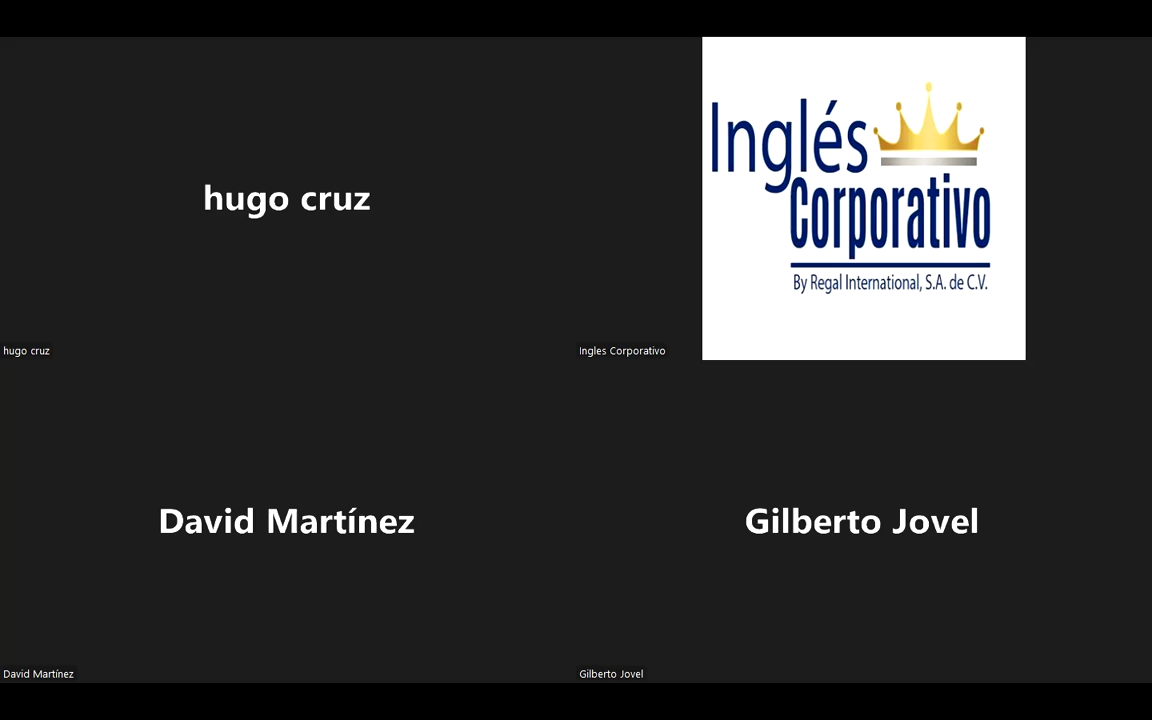 hugo cruz
hugo cruz
Inglés
Corporativo
By Regal International, S.A. de C.V.
Ingles Corporativo
David Martínez
David Martínez
Gilberto Jovel
Gilberto Jovel